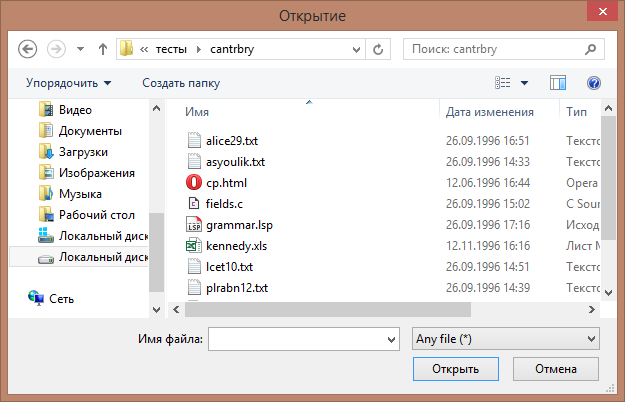 Открытие
« тесты cantrbry
Поиск: cantrbry
Упорядочить Создать папку
Видео
Документы
Загрузки
Изображения
Музыка
Рабочий стол
Локальный диск
Локальный диск
Сеть
Имя Дата изменения Тип
alice29.txt 26.09.1996 16:51 Тексто
asyoulik.txt 26.09.1996 14:33 Тексто
cp.html 12.06.1996 16:44 Opera
fields.c 26.09.1996 15:02 C Sour
grammar.lsp 26.09.1996 17:16 Исход
LSP
kennedy.xls 12.11.1996 16:16 Лист M
lcet10.txt 26.09.1996 14:51 Тексто
plrabn12.txt 26.09.1996 14:39 Тексто
Имя файла:
Any file (*)
Открыть Отмена